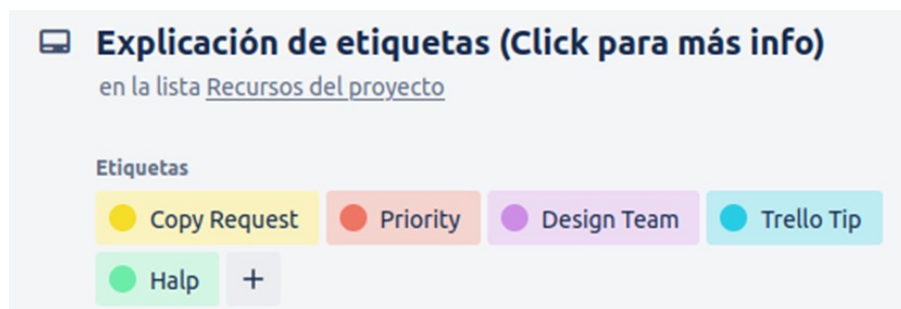 Explicación de etiquetas (Click para más info)
en la lista Recursos del proyecto
Etiquetas
Copy Request Priority Design Team Trello Tip
Halp +